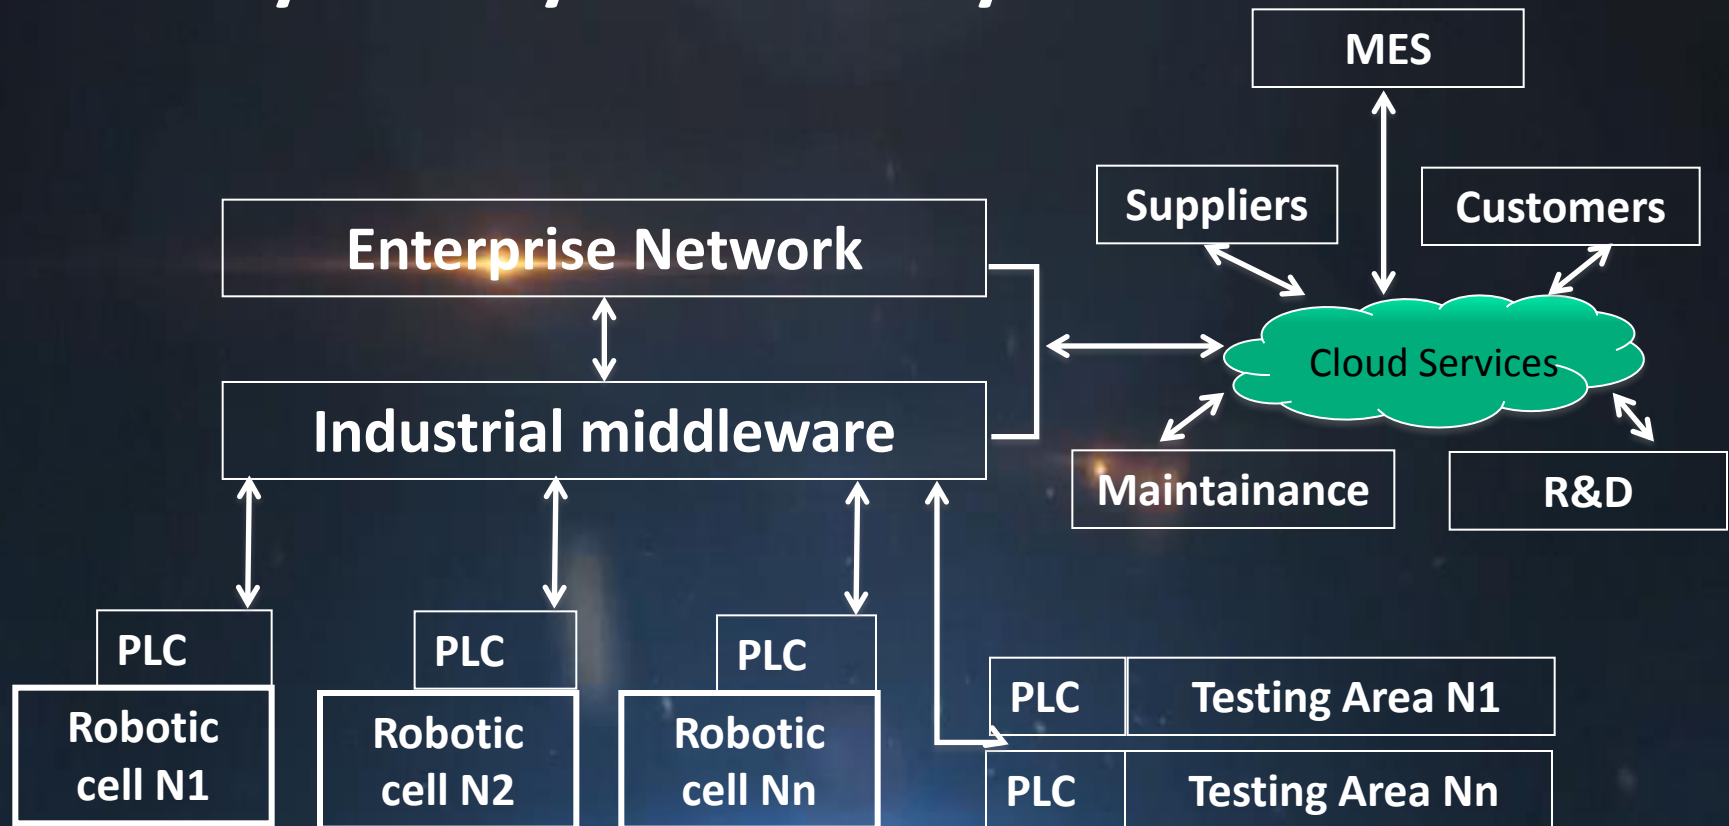 MES
Suppliers
Customers
Enterprise Network
Cloud Services
Industrial middleware
Maintainance
R&D
PLC
PLC
PLC
Robotic
cell N1
Robotic
cell N2
Robotic
cell Nn
PLC
Testing Area N1
PLC
Testing Area Nn